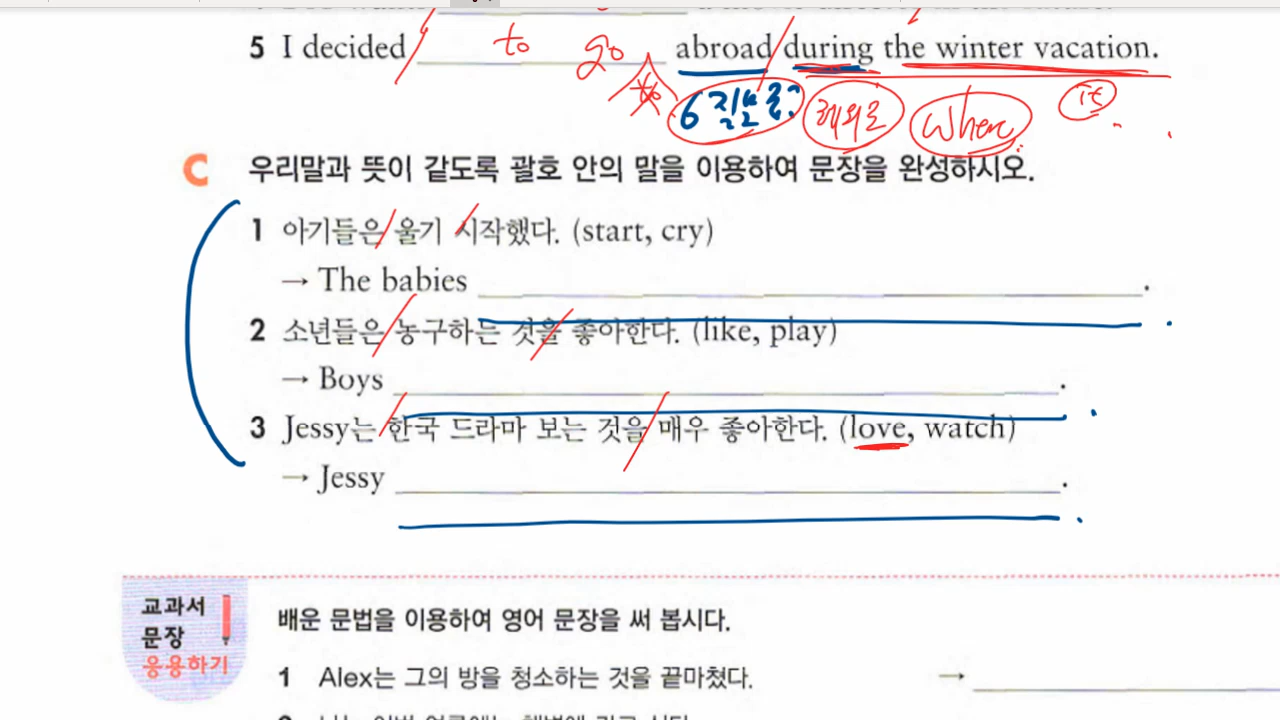 5 I decided to go abroad during the winter vacation.
6 질문을? 예외로 when it
C 우리말과 뜻이 같도록 괄호 안의 말을 이용하여 문장을 완성하시오.
1 아기들은 울기 시작했다. (start, cry)
→ The babies .
2 소년들은 농구하는 것을 좋아한다. (like, play)
→ Boys .
3 Jessy는 한국 드라마 보는 것을 매우 좋아한다. (love, watch)
→ Jessy .
교과서
문장
응용하기
배운 문법을 이용하여 영어 문장을 써 봅시다.
1 Alex는 그의 방을 청소하는 것을 끝마쳤다. →